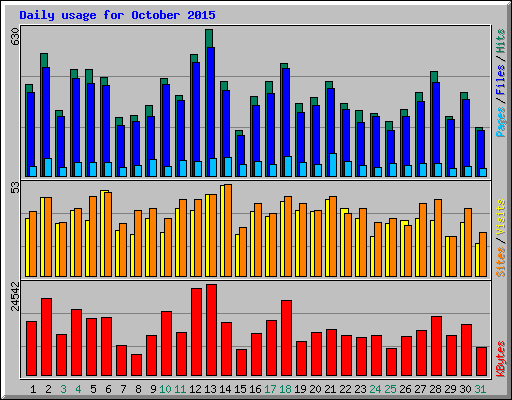 Daily usage for October 2015
630
Pages / Files / Hits
53
Sites / Visits
24542
KBytes
1 2 3 4 5 6 7 8 9 10 11 12 13 14 15 16 17 18 19 20 21 22 23 24 25 26 27 28 29 30 31